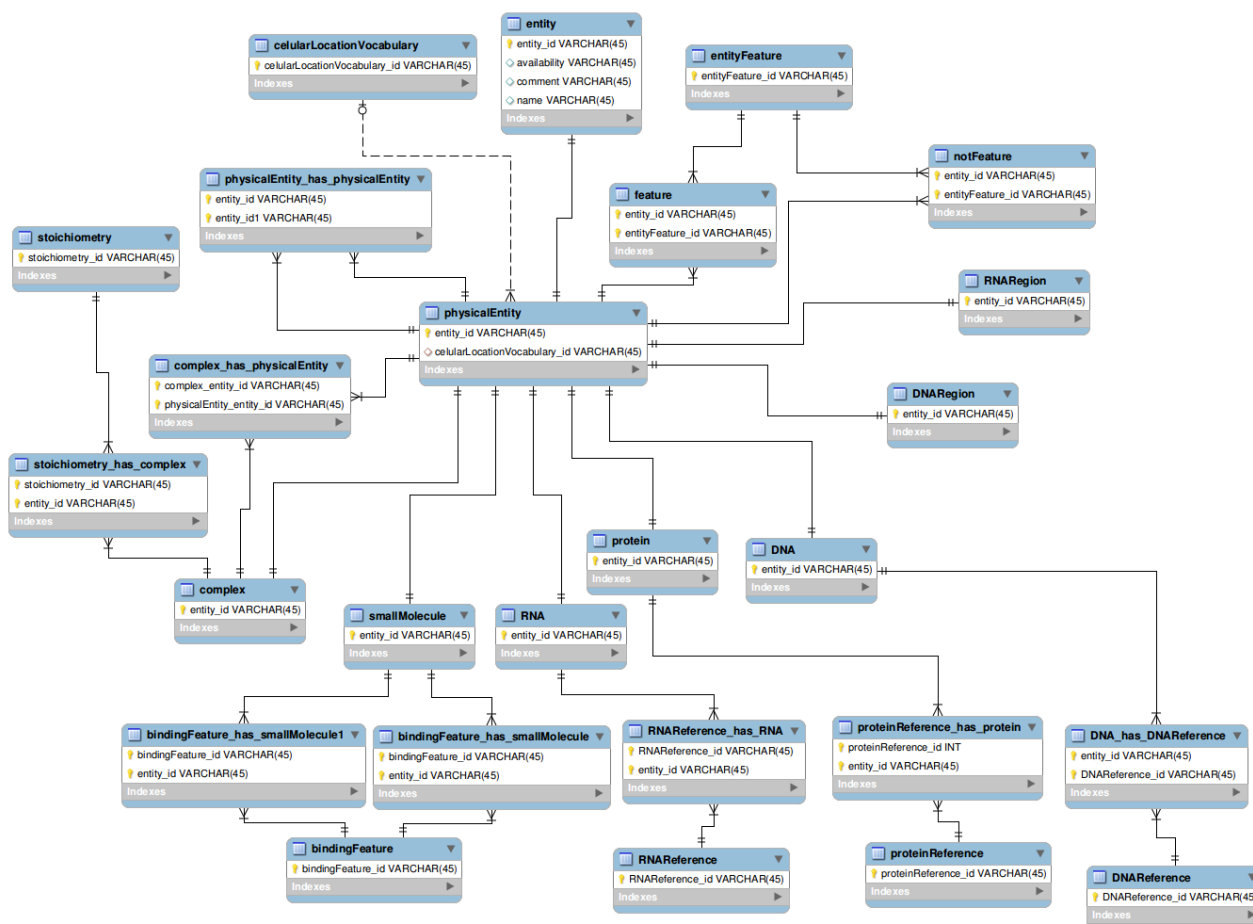 entity
entity_id VARCHAR(45)
availability VARCHAR(45)
comment VARCHAR(45)
name VARCHAR(45)
Indexes
celularLocationVocabulary
celularLocationVocabulary_id VARCHAR(45)
Indexes
entityFeature
entityFeature_id VARCHAR(45)
Indexes
notFeature
entity_id VARCHAR(45)
entityFeature_id VARCHAR(45)
Indexes
physicalEntity_has_physicalEntity
entity_id VARCHAR(45)
entity_id1 VARCHAR(45)
Indexes
feature
entity_id VARCHAR(45)
entityFeature_id VARCHAR(45)
Indexes
stoichiometry
stoichiometry_id VARCHAR(45)
Indexes
RNARegion
entity_id VARCHAR(45)
Indexes
physicalEntity
entity_id VARCHAR(45)
celularLocationVocabulary_id VARCHAR(45)
Indexes
complex_has_physicalEntity
complex_entity_id VARCHAR(45)
physicalEntity_entity_id VARCHAR(45)
Indexes
DNARegion
entity_id VARCHAR(45)
Indexes
stoichiometry_has_complex
stoichiometry_id VARCHAR(45)
entity_id VARCHAR(45)
Indexes
protein
entity_id VARCHAR(45)
Indexes
DNA
entity_id VARCHAR(45)
Indexes
complex
entity_id VARCHAR(45)
Indexes
smallMolecule
entity_id VARCHAR(45)
Indexes
RNA
entity_id VARCHAR(45)
Indexes
bindingFeature_has_smallMolecule1
bindingFeature_id VARCHAR(45)
entity_id VARCHAR(45)
Indexes
bindingFeature_has_smallMolecule
bindingFeature_id VARCHAR(45)
entity_id VARCHAR(45)
Indexes
RNAReference_has_RNA
RNAReference_id VARCHAR(45)
entity_id VARCHAR(45)
Indexes
proteinReference_has_protein
proteinReference_id INT
entity_id VARCHAR(45)
Indexes
DNA_has_DNAReference
entity_id VARCHAR(45)
DNAReference_id VARCHAR(45)
Indexes
bindingFeature
bindingFeature_id VARCHAR(45)
Indexes
RNAReference
RNAReference_id VARCHAR(45)
Indexes
proteinReference
proteinReference_id VARCHAR(45)
Indexes
DNAReference
DNAReference_id VARCHAR(45
Indexes